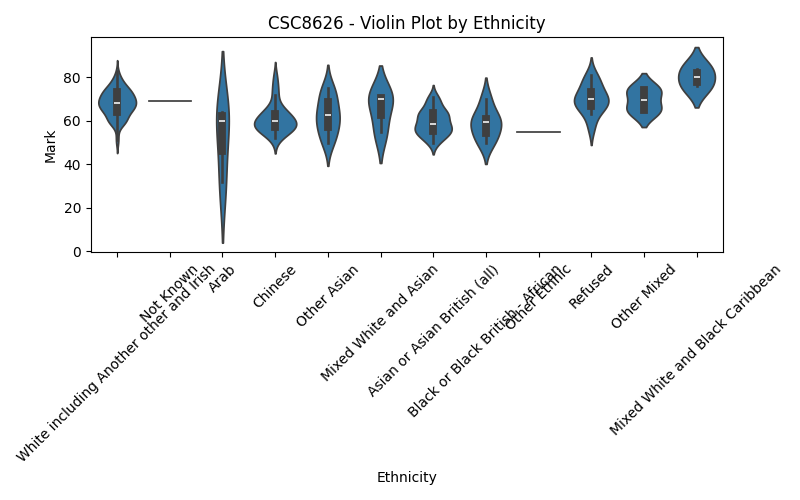 CSC8626 - Violin Plot by Ethnicity
Mark
80
60
40
20
0
White including Another other and Irish
Not Known
Arab
Chinese
Other Asian
Mixed White and Asian
Asian or Asian British (all)
Black or Black British - African
Other Ethnic
Refused
Other Mixed
Mixed White and Black Caribbean
Ethnicity